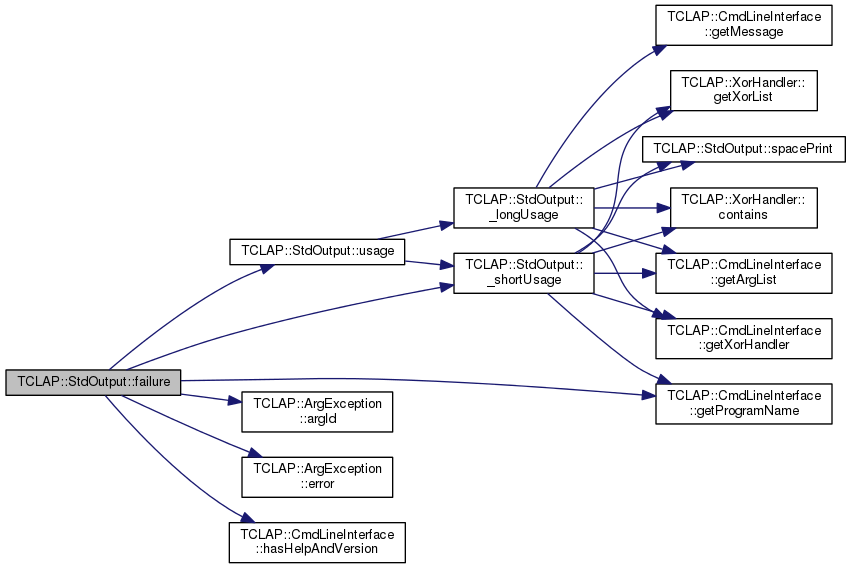 TCLAP::CmdLineInterface
::getMessage
TCLAP::XorHandler::
getXorList
TCLAP::StdOutput::spacePrint
TCLAP::StdOutput::
_longUsage
TCLAP::XorHandler::
contains
TCLAP::StdOutput::usage
TCLAP::StdOutput::
_shortUsage
TCLAP::CmdLineInterface
::getArgList
TCLAP::CmdLineInterface
::getXorHandler
TCLAP::StdOutput::failure
TCLAP::ArgException
::argId
TCLAP::CmdLineInterface
::getProgramName
TCLAP::ArgException
::error
TCLAP::CmdLineInterface
::hasHelpAndVersion